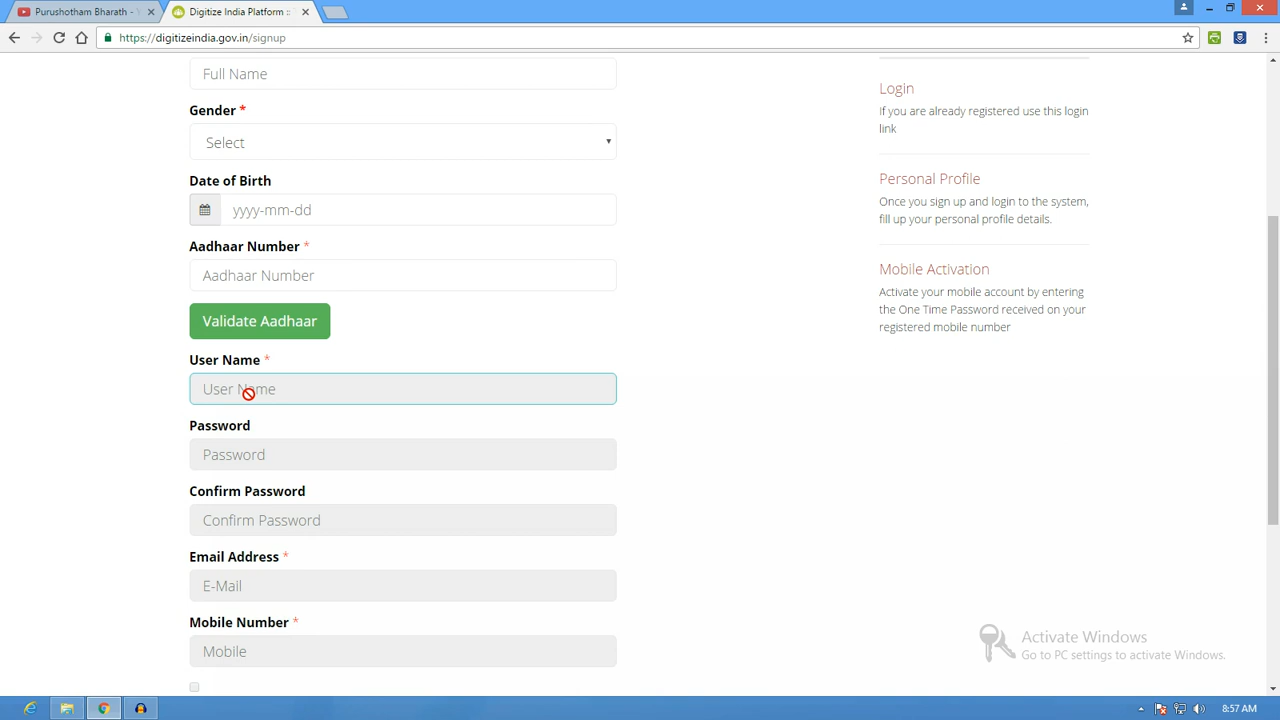 Purushotham Bharath -
Digitize India Platform ::
https://digitizeindia.gov.in/signup
Full Name
Gender *
Select
Date of Birth
yyyy-mm-dd
Aadhaar Number *
Aadhaar Number
Validate Aadhaar
User Name *
User Name
Password
Password
Confirm Password
Confirm Password
Email Address *
E-Mail
Mobile Number *
Mobile
Login
If you are already registered use this login
link
Personal Profile
Once you sign up and login to the system,
fill up your personal profile details.
Mobile Activation
Activate your mobile account by entering
the One Time Password received on your
registered mobile number
Activate Windows
Go to PC settings to activate Windows.
8:57 AM